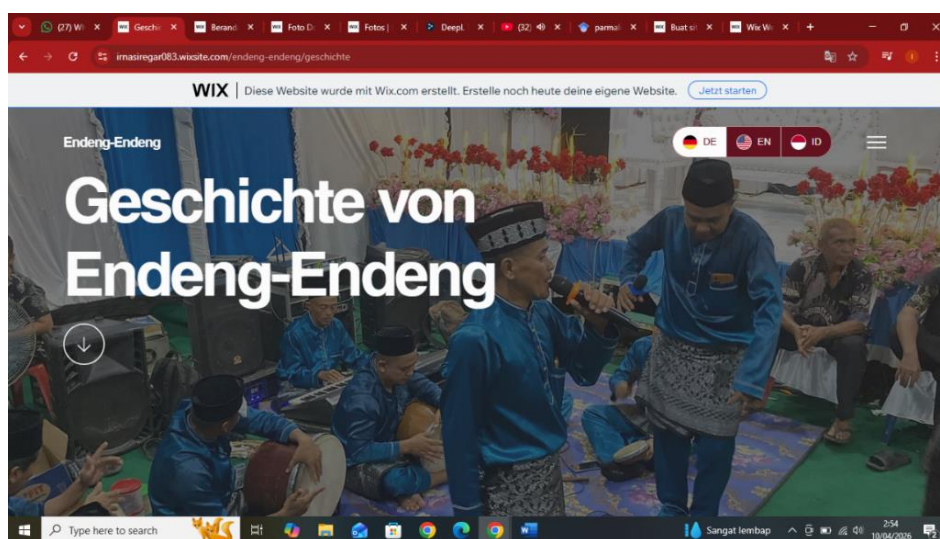 (27) Wh
Geschic
Berand
Foto D
Fotos |
DeepL
(32)
parmal
Buat sit
Wix We
irnasiregar083.wixsite.com/endeng-endeng/geschichte
WIX | Diese Website wurde mit Wix.com erstellt. Erstelle noch heute deine eigene Website. Jetzt starten
Endeng-Endeng
DE EN ID
Geschichte von
Endeng-Endeng
Type here to search
Sangat lembap
2:54
10/04/2026